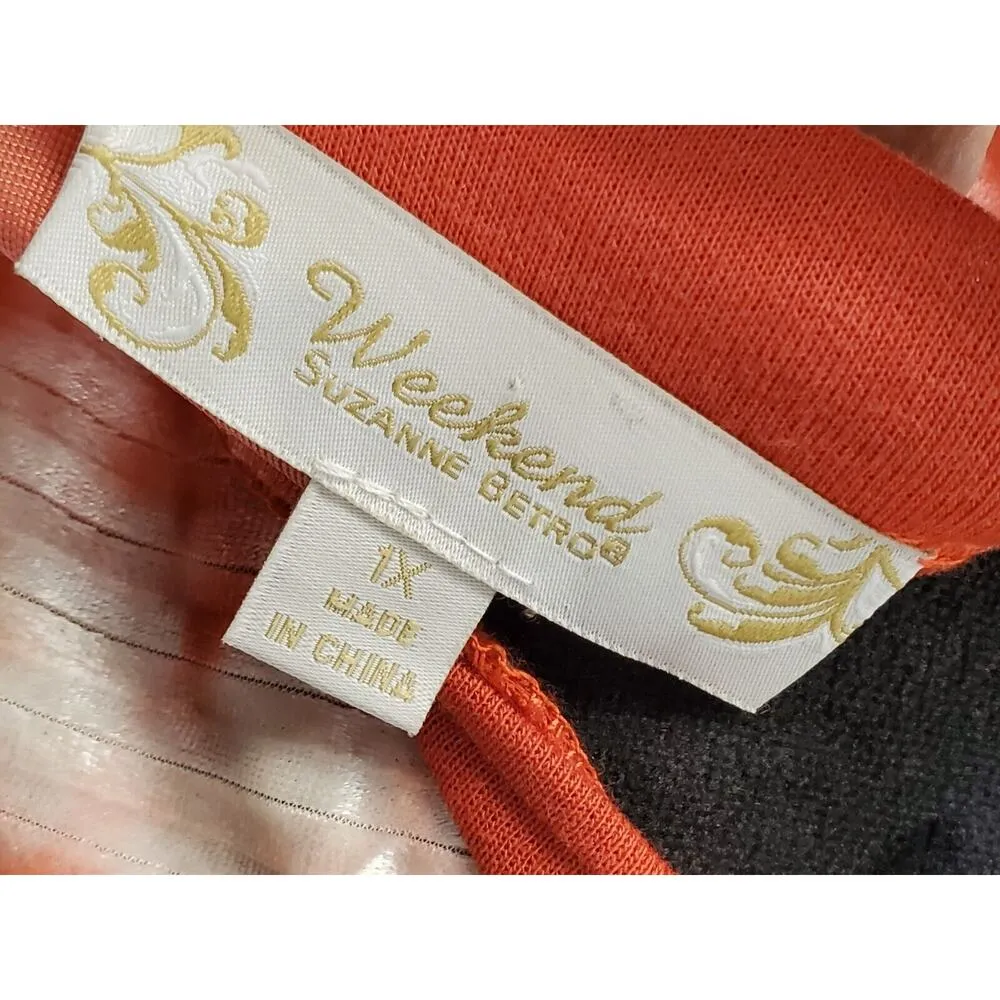 Weekend
SUZANNE BETRO®
1X
MADE
IN CHINA